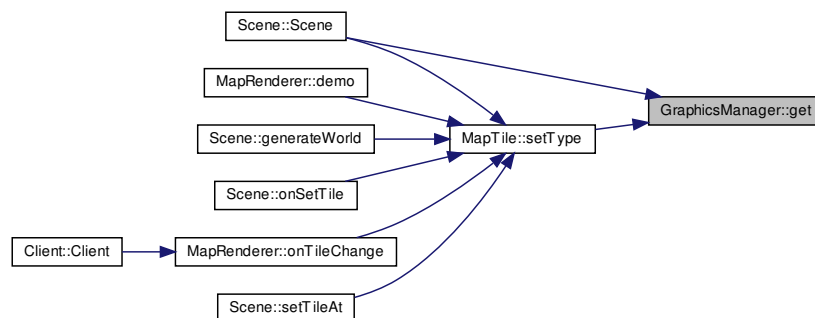 Scene::Scene
MapRenderer::demo
GraphicsManager::get
Scene::generateWorld
MapTile::setType
Scene::onSetTile
Client::Client
MapRenderer::onTileChange
Scene::setTileAt